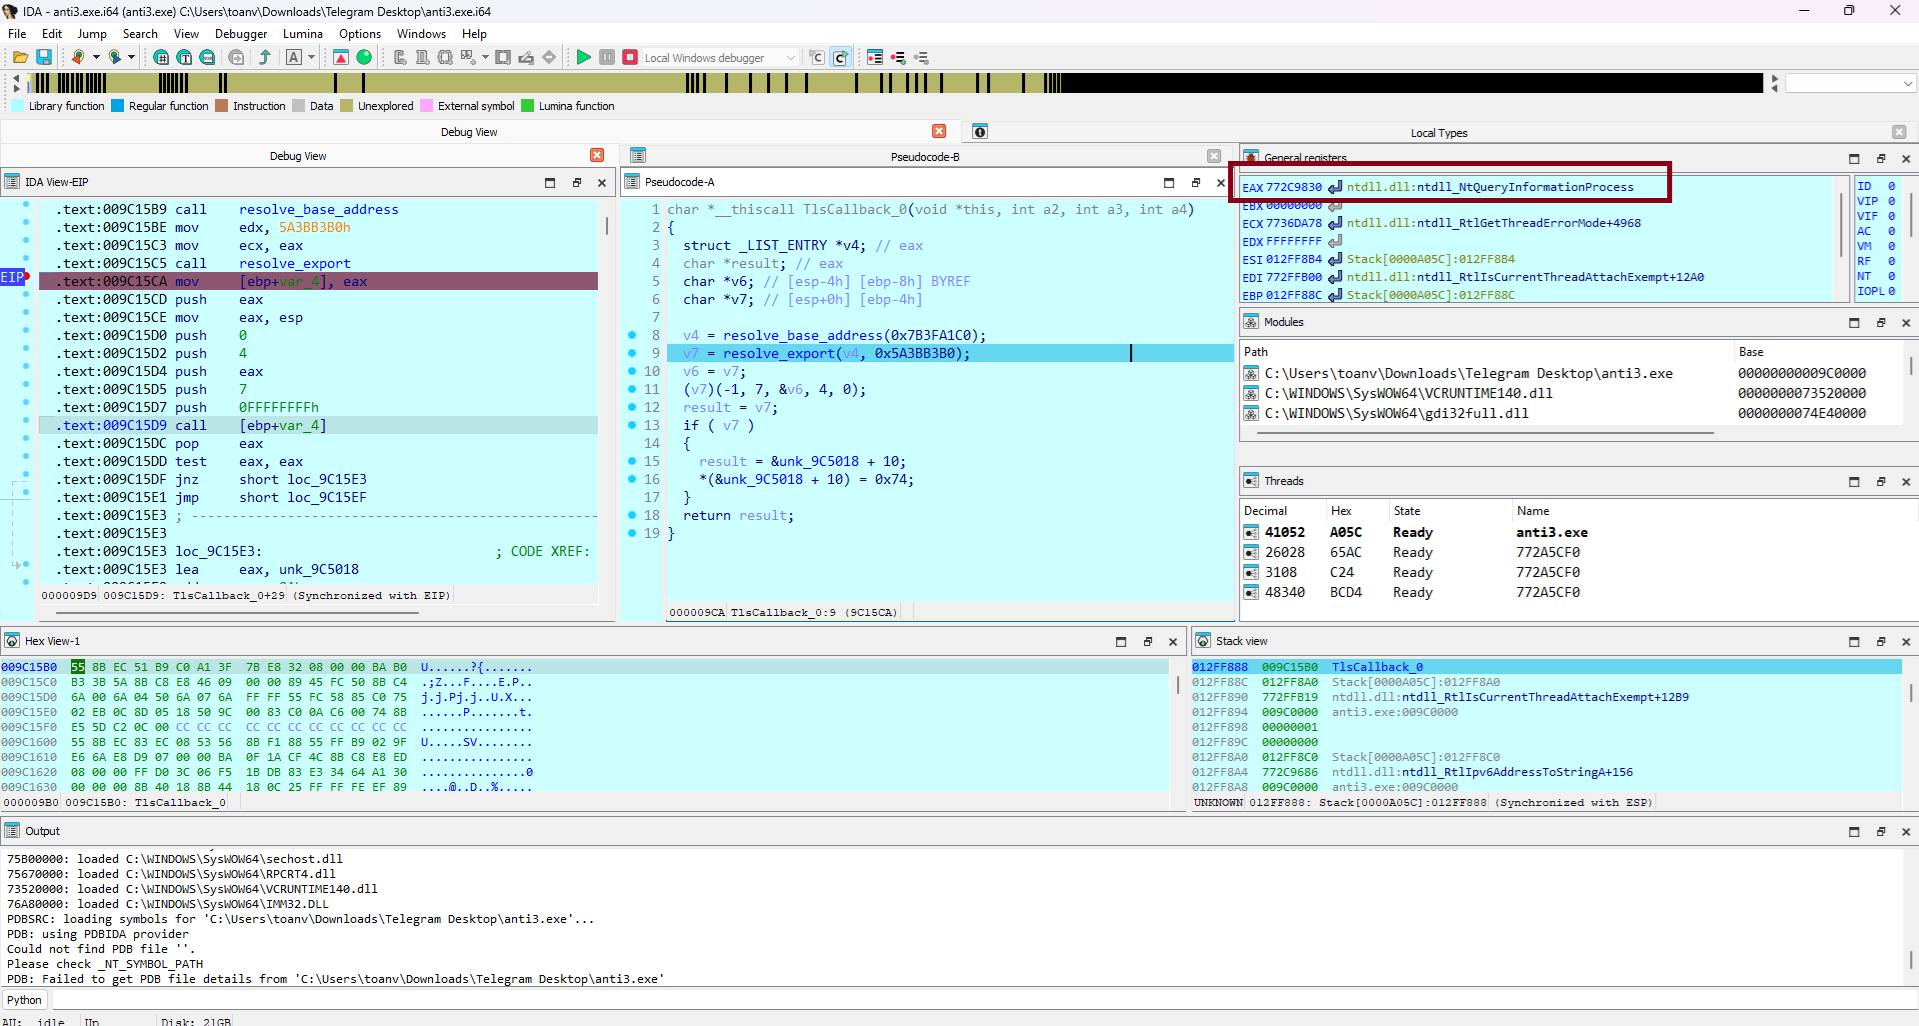 IDA - anti3.exe.i64 (anti3.exe) C:\Users\toanv\Downloads\Telegram Desktop\anti3.exe.i64
File Edit Jump Search View Debugger Lumina Options Windows Help
Local Windows debugger
Library function Regular function Instruction Data Unexplored External symbol Lumina function
Debug View Local Types
Debug View
IDA View-EIP
.text:009C15B9 call resolve_base_address
.text:009C15BE mov edx, 5A3BB3B0h
.text:009C15C3 mov ecx, eax
.text:009C15C5 call resolve_export
EIP .text:009C15CA mov [ebp+var_4], eax
.text:009C15CD push eax
.text:009C15CE mov eax, esp
.text:009C15D0 push 0
.text:009C15D2 push 4
.text:009C15D4 push eax
.text:009C15D5 push 7
.text:009C15D7 push 0FFFFFFFFh
.text:009C15D9 call [ebp+var_4]
.text:009C15DC pop eax
.text:009C15DD test eax, eax
.text:009C15DF jnz short loc_9C15E3
.text:009C15E1 jmp short loc_9C15EF
.text:009C15E3 ; ---------------------------------------------------
.text:009C15E3
.text:009C15E3 loc_9C15E3: ; CODE XREF:
.text:009C15E3 lea eax, unk_9C5018
000009D9 009C15D9: TlsCallback_0+29 (Synchronized with EIP)
Pseudocode-B
Pseudocode-A
1 char *__thiscall TlsCallback_0(void *this, int a2, int a3, int a4)
2 {
3 struct _LIST_ENTRY *v4; // eax
4 char *result; // eax
5 char *v6; // [esp-4h] [ebp-8h] BYREF
6 char *v7; // [esp+0h] [ebp-4h]
7
8 v4 = resolve_base_address(0x7B3FA1C0);
9 v7 = resolve_export(v4, 0x5A3BB3B0);
10 v6 = v7;
11 (v7)(-1, 7, &v6, 4, 0);
12 result = v7;
13 if ( v7 )
14 {
15 result = &unk_9C5018 + 10;
16 *(&unk_9C5018 + 10) = 0x74;
17 }
18 return result;
19 }
000009CA TlsCallback_0:9 (9C15CA)
General registers
EAX 772C9830 ntdll.dll:ntdll_NtQueryInformationProcess
EBX 00000000
ECX 7736DA78 ntdll.dll:ntdll_RtlGetThreadErrorMode+4968
EDX FFFFFFFF
ESI 012FF8B4 Stack[0000A05C]:012FF8B4
EDI 772FFB00 ntdll.dll:ntdll_RtlIsCurrentThreadAttachExempt+12A0
EBP 012FF88C Stack[0000A05C]:012FF88C
ID 0
VIP 0
VIF 0
AC 0
VM 0
RF 0
NT 0
IOPL 0
Modules
Path Base
C:\Users\toanv\Downloads\Telegram Desktop\anti3.exe 00000000009C0000
C:\WINDOWS\SysWOW64\VCRUNTIME140.dll 0000000073520000
C:\WINDOWS\SysWOW64\gdi32full.dll 0000000074E40000
Threads
Decimal Hex State Name
41052 A05C Ready anti3.exe
26028 65AC Ready 772A5CF0
3108 C24 Ready 772A5CF0
48340 BCD4 Ready 772A5CF0
Hex View-1
009C15B0 55 8B EC 51 B9 C0 A1 3F 7B E8 32 08 00 00 BA B0 U......?{.......
009C15C0 B3 3B 5A 8B C8 E8 46 09 00 00 89 45 FC 50 8B C4 .;Z...F....E.P..
009C15D0 6A 00 6A 04 50 6A 07 6A FF FF 55 FC 58 85 C0 75 j.j.Pj.j..U.X...
009C15E0 02 EB 0C 8D 05 18 50 9C 00 83 C0 0A C6 00 74 8B ......P.......t.
009C15F0 E5 5D C2 0C 00 CC CC CC CC CC CC CC CC CC CC CC ................
009C1600 55 8B EC 83 EC 08 53 56 8B F1 88 55 FF B9 02 9F U.....SV........
009C1610 E6 6A E8 D9 07 00 00 BA 0F 1A CF 4C 8B C8 E8 ED ................
009C1620 08 00 00 FF D0 3C 06 F5 1B DB 83 E3 34 64 A1 30 ...............0
009C1630 00 00 00 8B 40 18 8B 44 18 0C 25 FF FF FE EF 89 ....@..D..%.....
000009B0 009C15B0: TlsCallback_0
Stack view
012FF888 009C15B0 TlsCallback_0
012FF88C 012FF8A0 Stack[0000A05C]:012FF8A0
012FF890 772FFB19 ntdll.dll:ntdll_RtlIsCurrentThreadAttachExempt+12B9
012FF894 009C0000 anti3.exe:009C0000
012FF898 00000001
012FF89C 00000000
012FF8A0 012FF8C0 Stack[0000A05C]:012FF8C0
012FF8A4 772C9686 ntdll.dll:ntdll_RtlIpv6AddressToStringA+156
012FF8A8 009C0000 anti3.exe:009C0000
UNKNOWN 012FF888: Stack[0000A05C]:012FF888 (Synchronized with ESP)
Output
75B00000: loaded C:\WINDOWS\SysWOW64\sechost.dll
75670000: loaded C:\WINDOWS\SysWOW64\RPCRT4.dll
73520000: loaded C:\WINDOWS\SysWOW64\VCRUNTIME140.dll
76A80000: loaded C:\WINDOWS\SysWOW64\IMM32.DLL
PDBSRC: loading symbols for 'C:\Users\toanv\Downloads\Telegram Desktop\anti3.exe'...
PDB: using PDBIDA provider
Could not find PDB file ''.
Please check _NT_SYMBOL_PATH
PDB: Failed to get PDB file details from 'C:\Users\toanv\Downloads\Telegram Desktop\anti3.exe'
Python
AU: idle Up Disk: 21GB